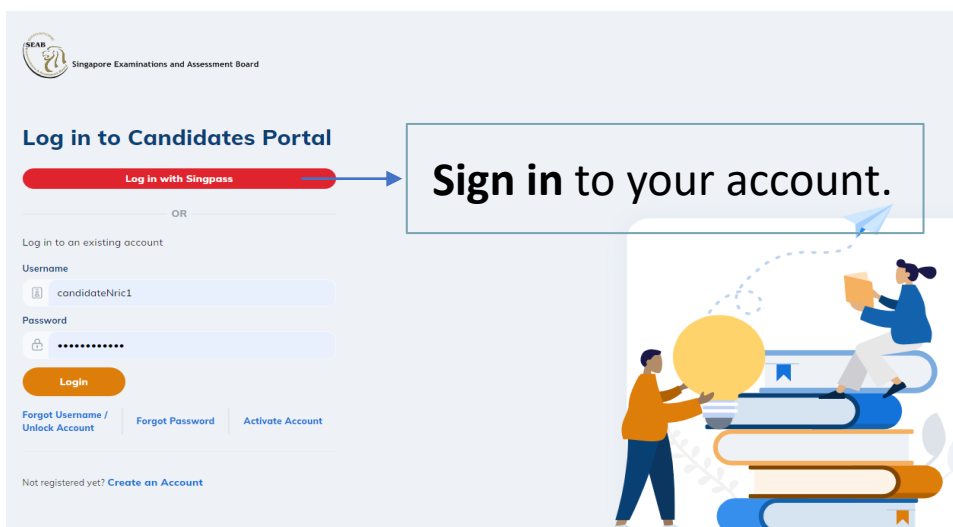 SEAB
Singapore Examinations and Assessment Board
Log in to Candidates Portal
Log in with Singpass
Sign in to your account.
OR
Log in to an existing account
Username
candidateNric1
Password
••••••••••••
Login
Forgot Username /
Unlock Account
Forgot Password
Activate Account
Not registered yet? Create an Account